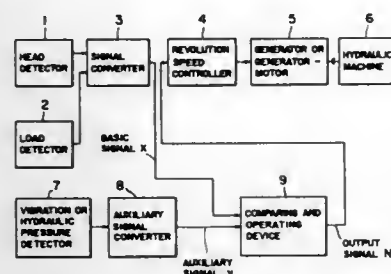 1
3
4
5
6
HEAD
DETECTOR
SIGNAL
CONVERTER
REVOLUTION
SPEED
CONTROLLER
GENERATOR OR
GENERATOR -
MOTOR
HYDRAULIC
MACHINE
2
LOAD
DETECTOR
BASIC
SIGNAL X
7
8
9
VIBRATION OR
HYDRAULIC
PRESSURE
DETECTOR
AUXILIARY
SIGNAL
CONVERTER
COMPARING AND
OPERATING
DEVICE
AUXILIARY
SIGNAL
OUTPUT
SIGNAL N